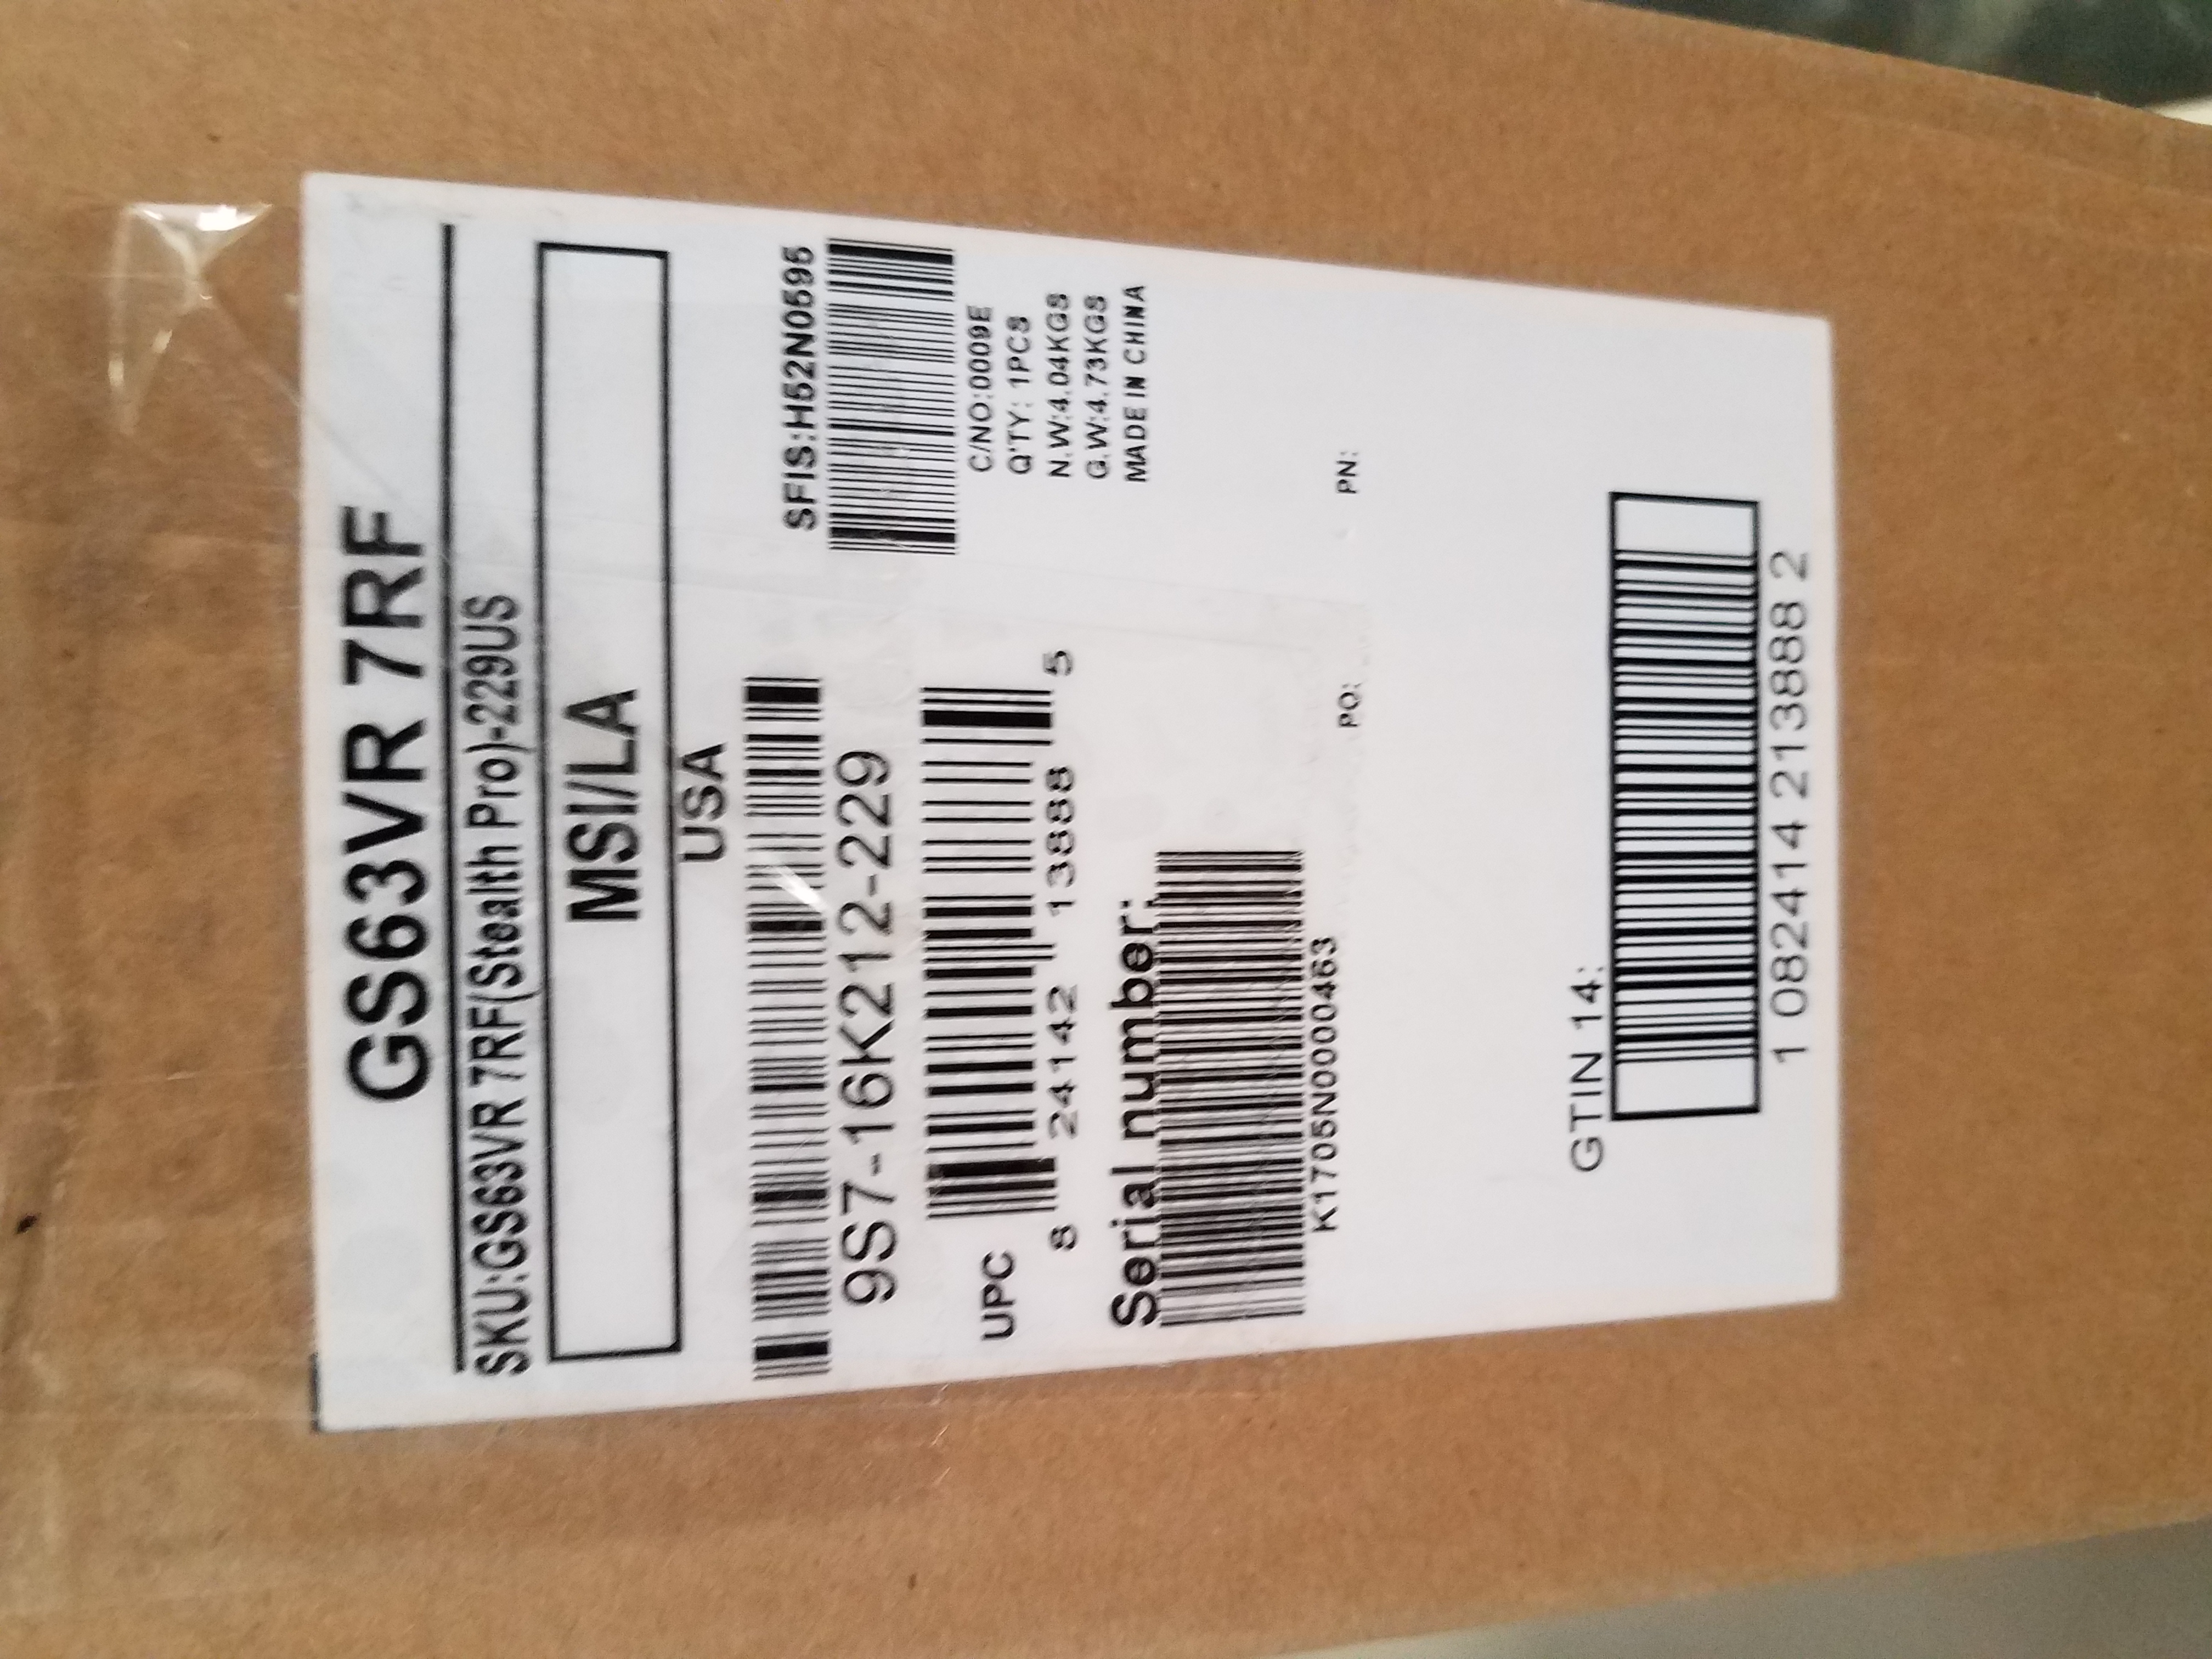 GS63VR 7RF
SKU:GS63VR 7RF(Stealth Pro)-229US
MSI/LA
USA
9S7-16K212-229
SFIS:H52N0595
C/NO:0009E
Q'TY: 1PCS
N.W:4.04KGS
G.W:4.73KGS
MADE IN CHINA
UPC
8 24142 13888 5
Serial number:
K1705N000463
PO:
PN:
GTIN 14:
1 082414 213888 2